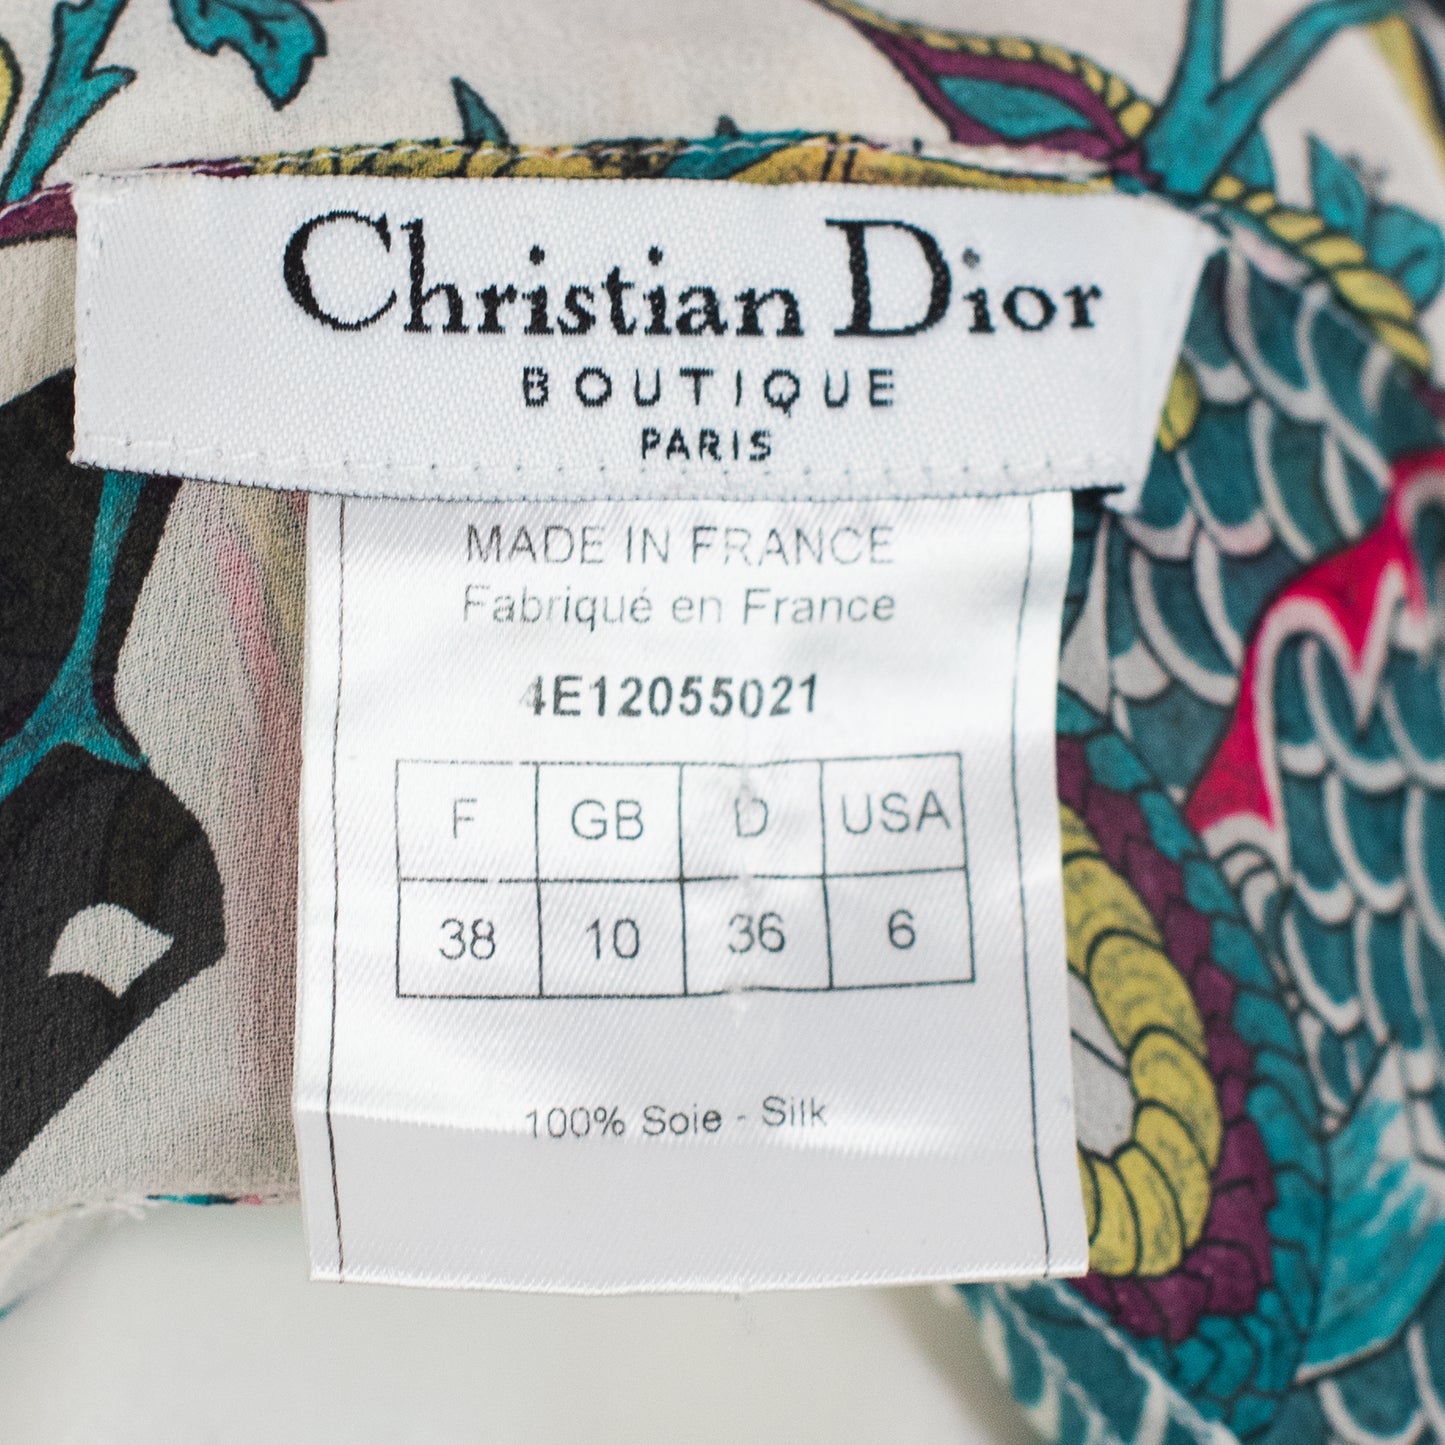 Christian Dior
BOUTIQUE
PARIS
MADE IN FRANCE
Fabriqué en France
4E12055021
F GB D USA
38 10 36 6
100% Soie - Silk